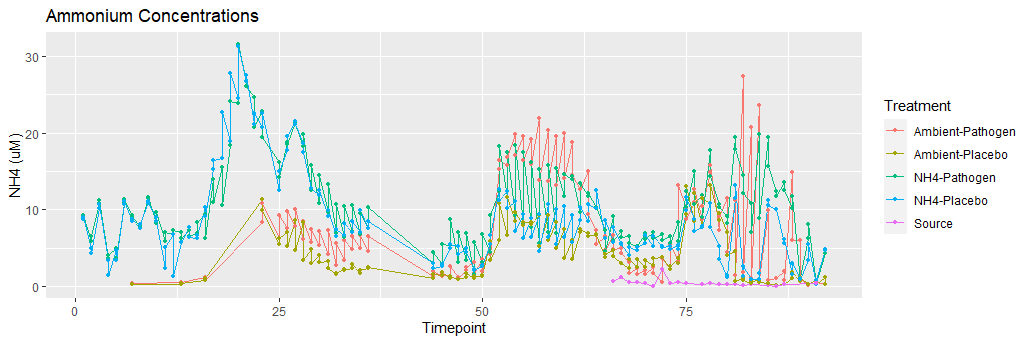 Ammonium Concentrations
NH4 (uM)
30
20
10
0
0
25
50
75
Timepoint
Treatment
Ambient-Pathogen
Ambient-Placebo
NH4-Pathogen
NH4-Placebo
Source